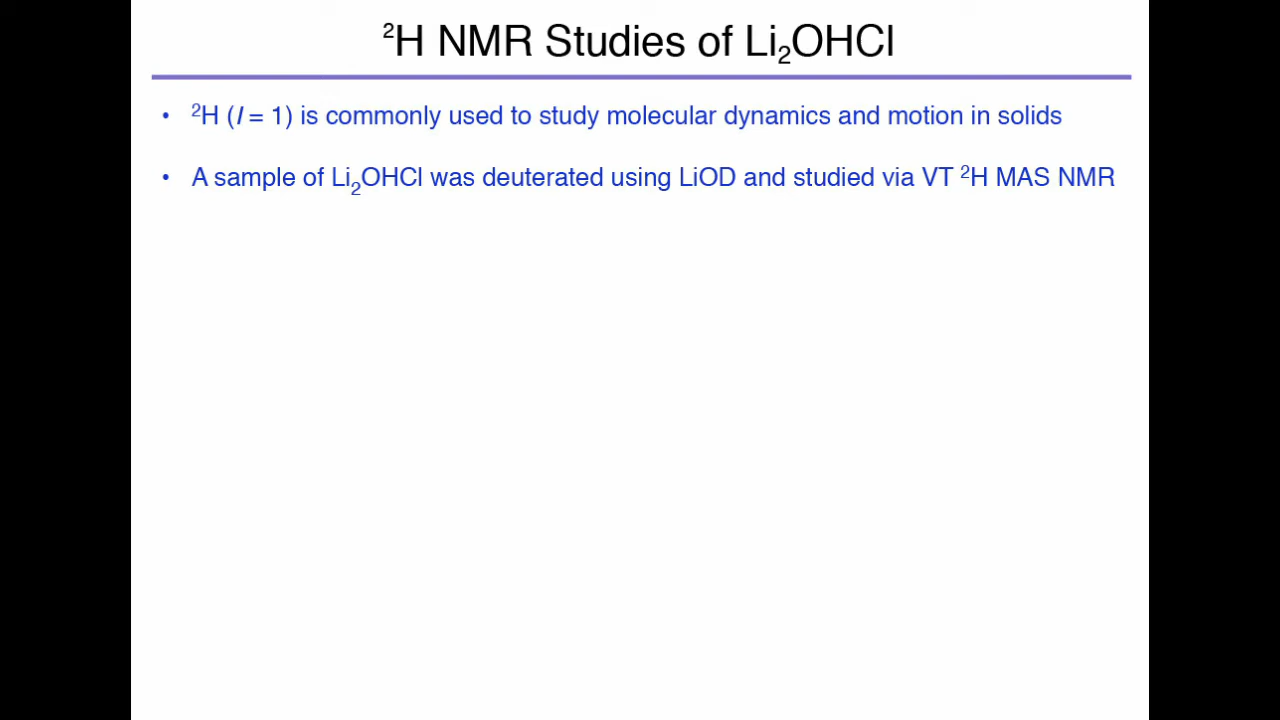 ²H NMR Studies of Li₂OHCl
• ²H (I = 1) is commonly used to study molecular dynamics and motion in solids
• A sample of Li₂OHCl was deuterated using LiOD and studied via VT ²H MAS NMR